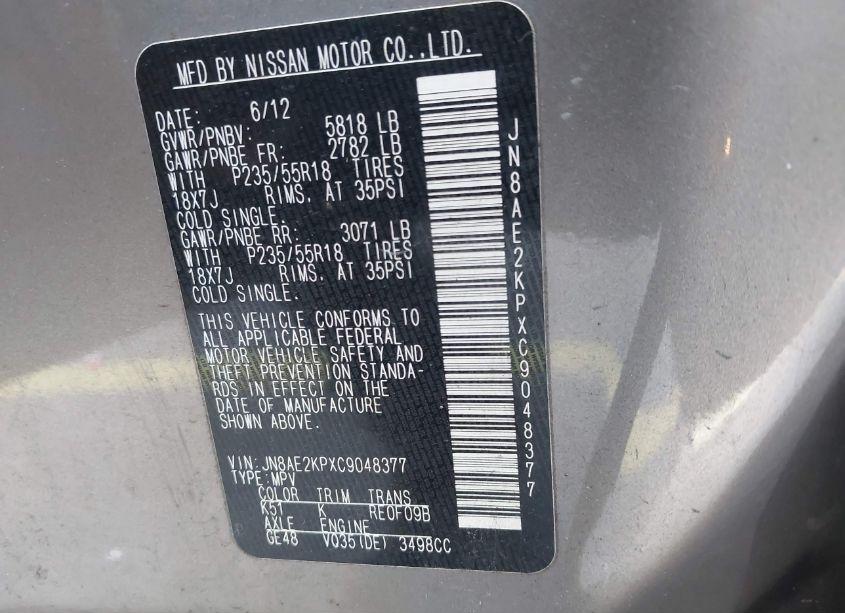 MFD BY NISSAN MOTOR CO.,LTD.
DATE: 6/12
GVWR/PNBV: 5818 LB
GAWR/PNBE FR: 2782 LB
WITH P235/55R18 TIRES
18X7J RIMS. AT 35PSI
COLD SINGLE.
GAWR/PNBE RR: 3071 LB
WITH P235/55R18 TIRES
18X7J RIMS. AT 35PSI
COLD SINGLE.
THIS VEHICLE CONFORMS TO
ALL APPLICABLE FEDERAL
MOTOR VEHICLE SAFETY AND
THEFT PREVENTION STANDA-
RDS IN EFFECT ON THE
DATE OF MANUFACTURE
SHOWN ABOVE.
VIN: JN8AE2KPXC9048377
TYPE: MPV
COLOR TRIM TRANS
K51 K RE0F09B
AXLE ENGINE
GE48 VQ35(DE) 3498CC
JN8AE2KPXC9048377